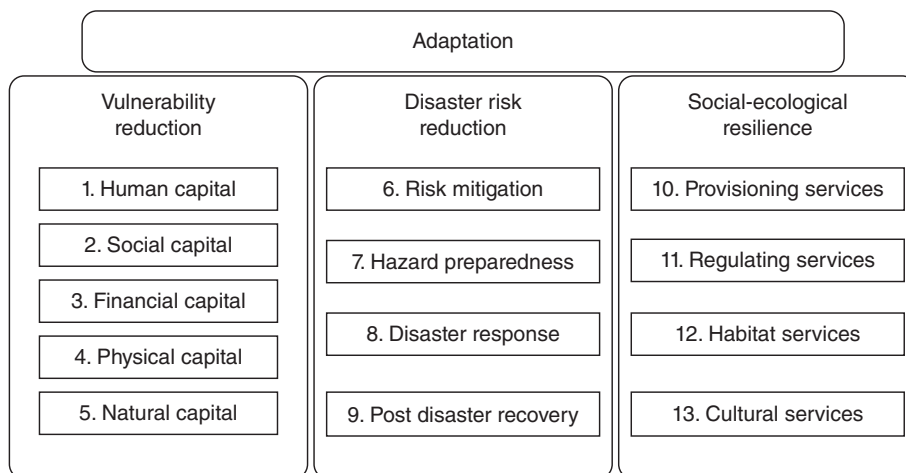 Adaptation
Vulnerability
reduction
1. Human capital
2. Social capital
3. Financial capital
4. Physical capital
5. Natural capital
Disaster risk
reduction
6. Risk mitigation
7. Hazard preparedness
8. Disaster response
9. Post disaster recovery
Social-ecological
resilience
10. Provisioning services
11. Regulating services
12. Habitat services
13. Cultural services